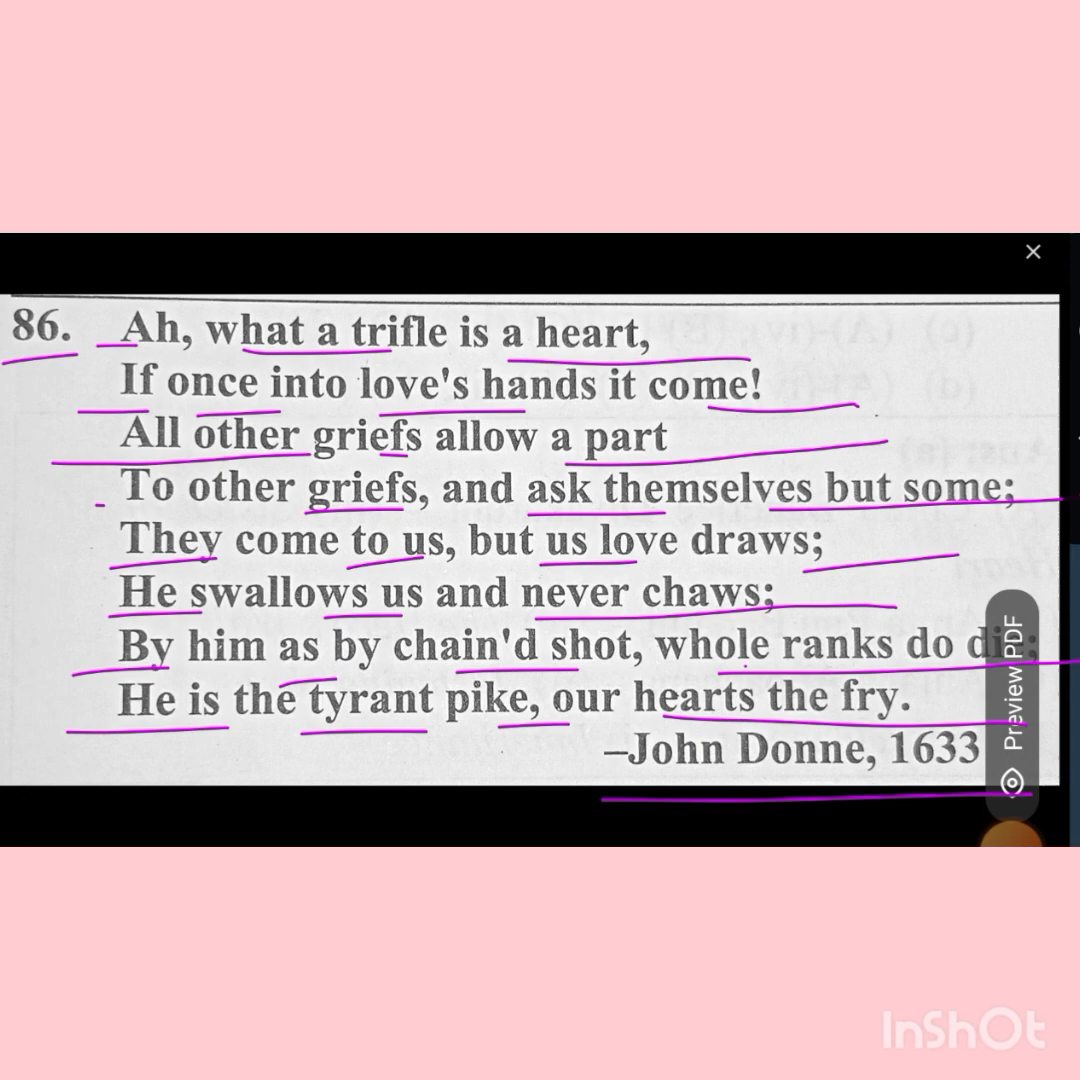 86. Ah, what a trifle is a heart,
If once into love's hands it come!
All other griefs allow a part
To other griefs, and ask themselves but some;
They come to us, but us love draws;
He swallows us and never chaws;
By him as by chain'd shot, whole ranks do die;
He is the tyrant pike, our hearts the fry.
–John Donne, 1633
Preview PDF
InShOt